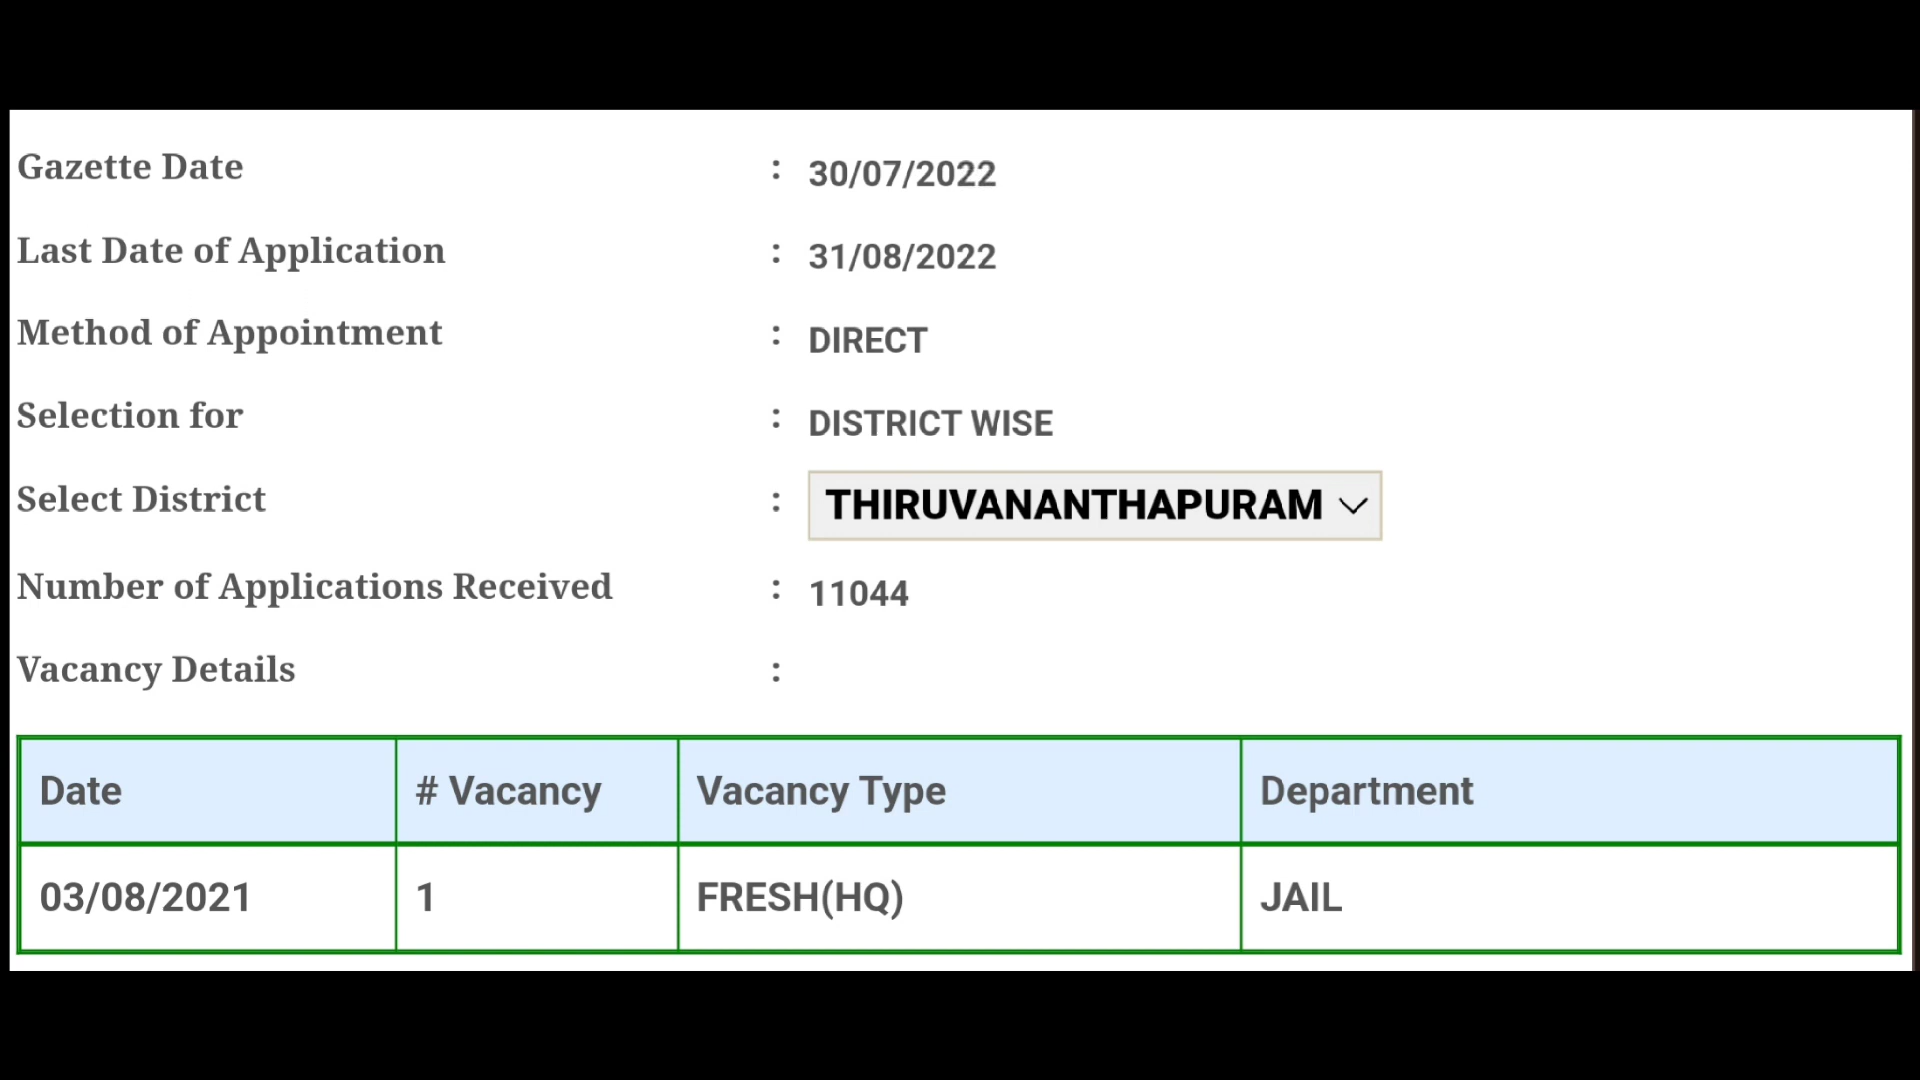 Gazette Date : 30/07/2022
Last Date of Application : 31/08/2022
Method of Appointment : DIRECT
Selection for : DISTRICT WISE
Select District : THIRUVANANTHAPURAM
Number of Applications Received : 11044
Vacancy Details :
Date # Vacancy Vacancy Type Department
03/08/2021 1 FRESH(HQ) JAIL